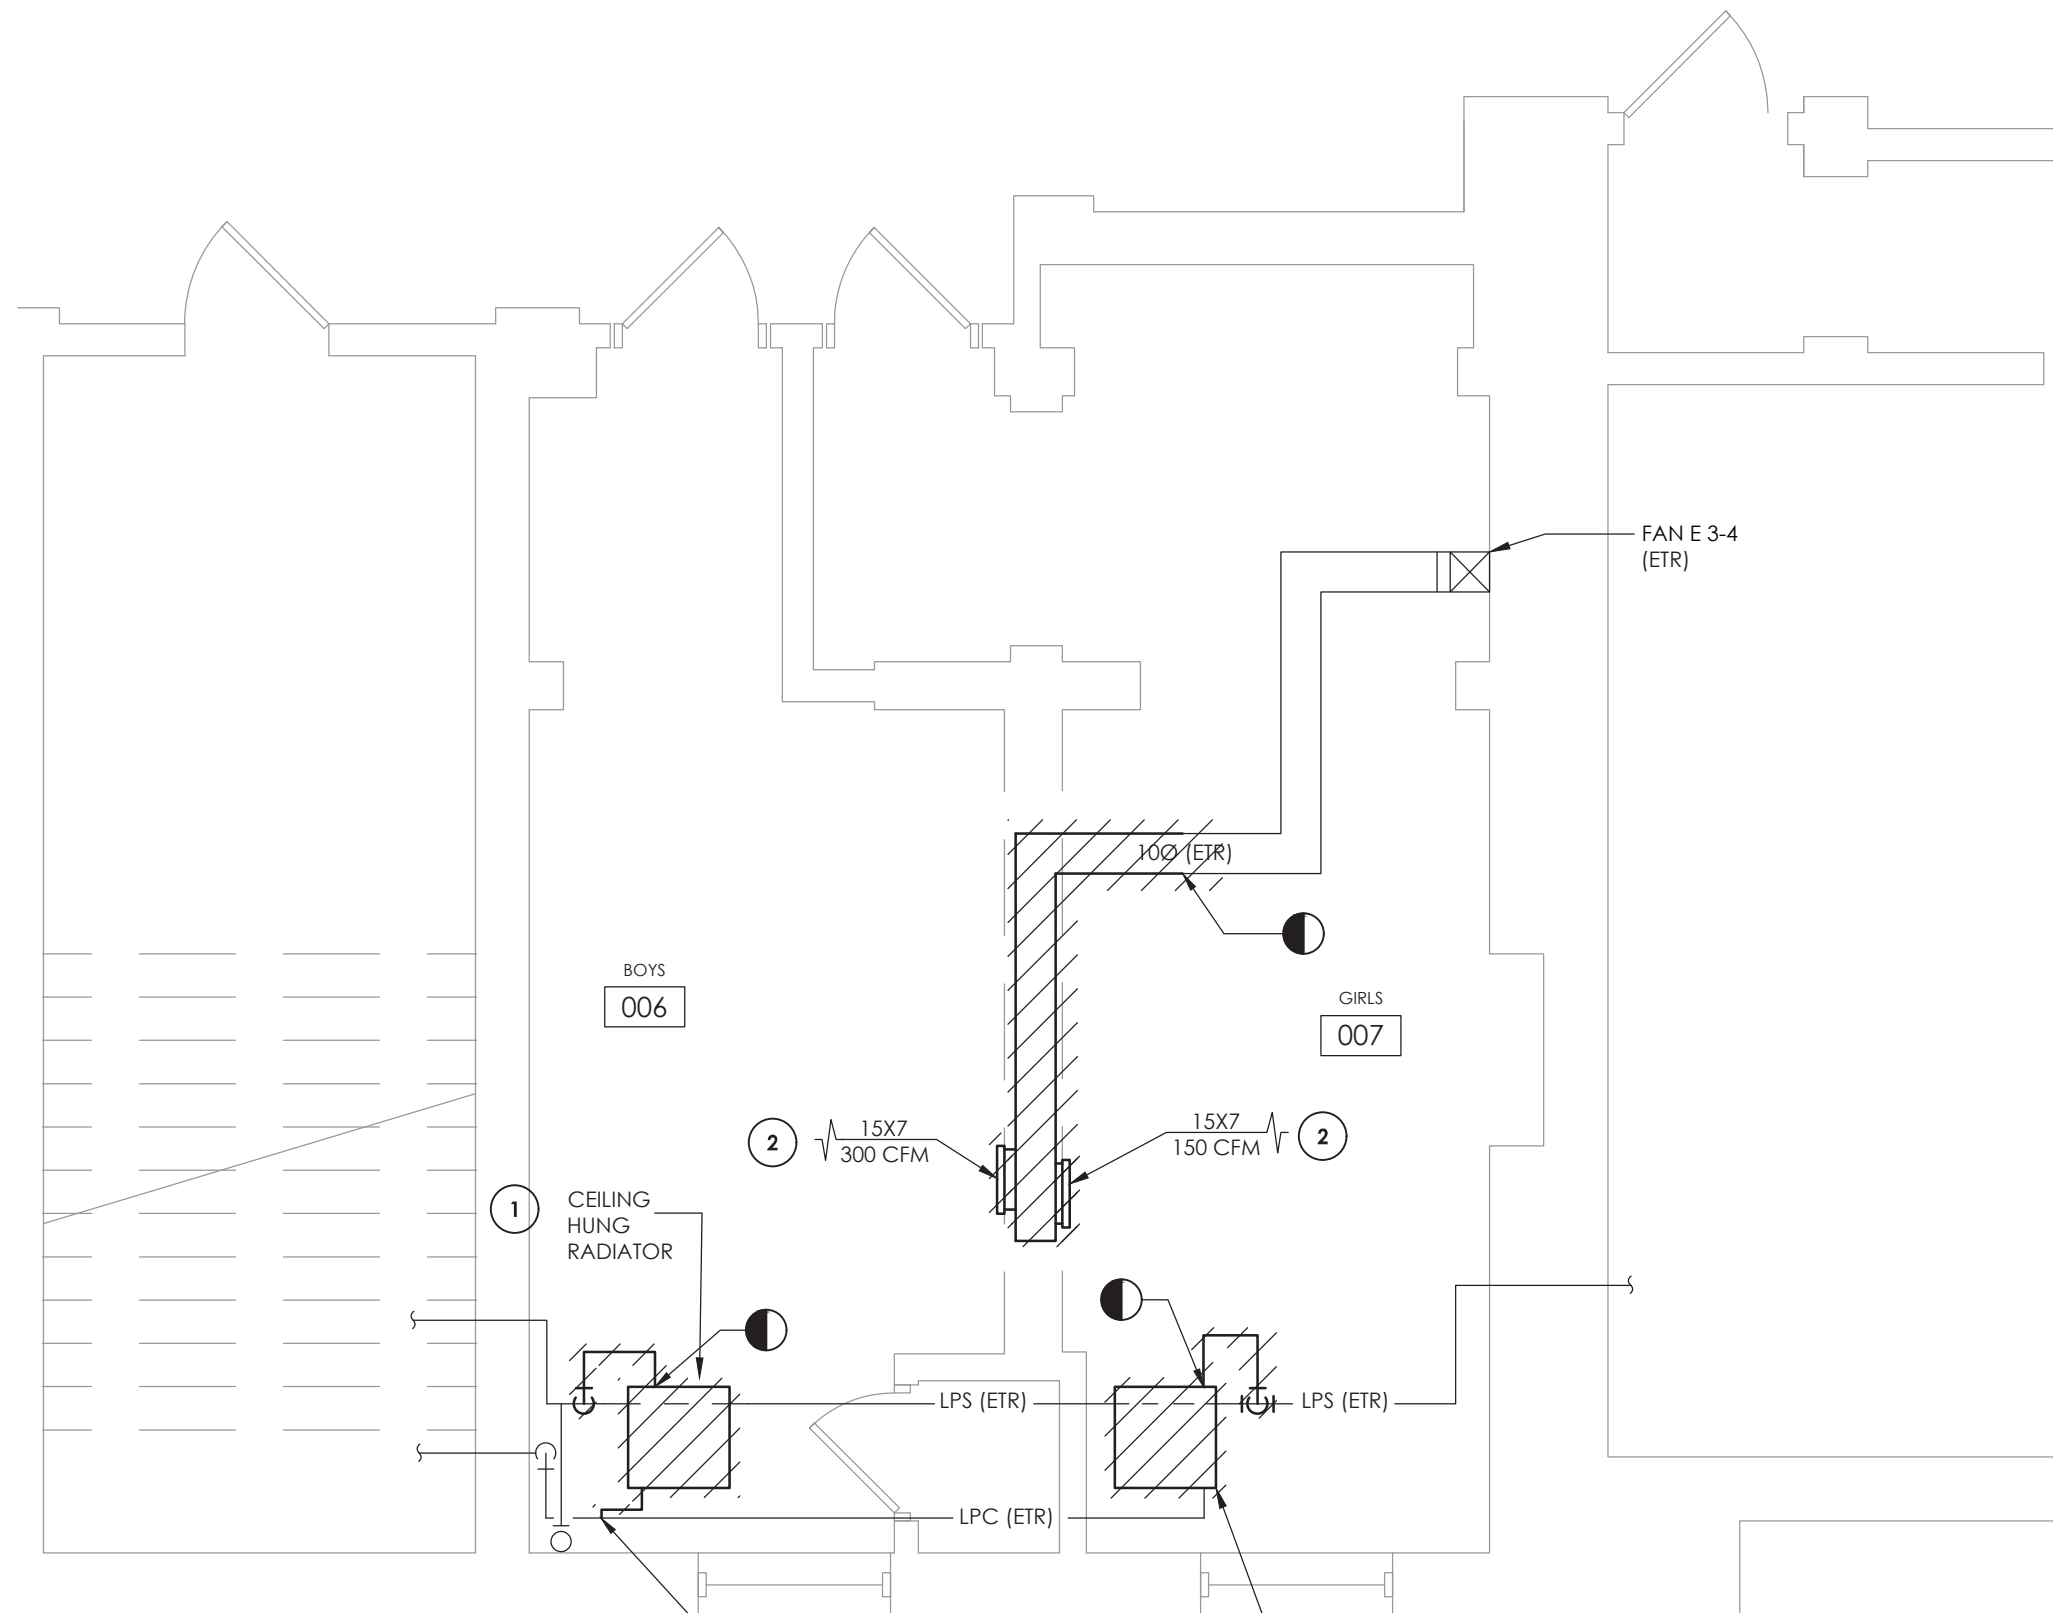 FAN E 3-4
(ETR)
10Ø (ETR)
BOYS
006
GIRLS
007
2
15X7
300 CFM
15X7
150 CFM
2
1
CEILING
HUNG
RADIATOR
LPS (ETR)
LPS (ETR)
LPC (ETR)